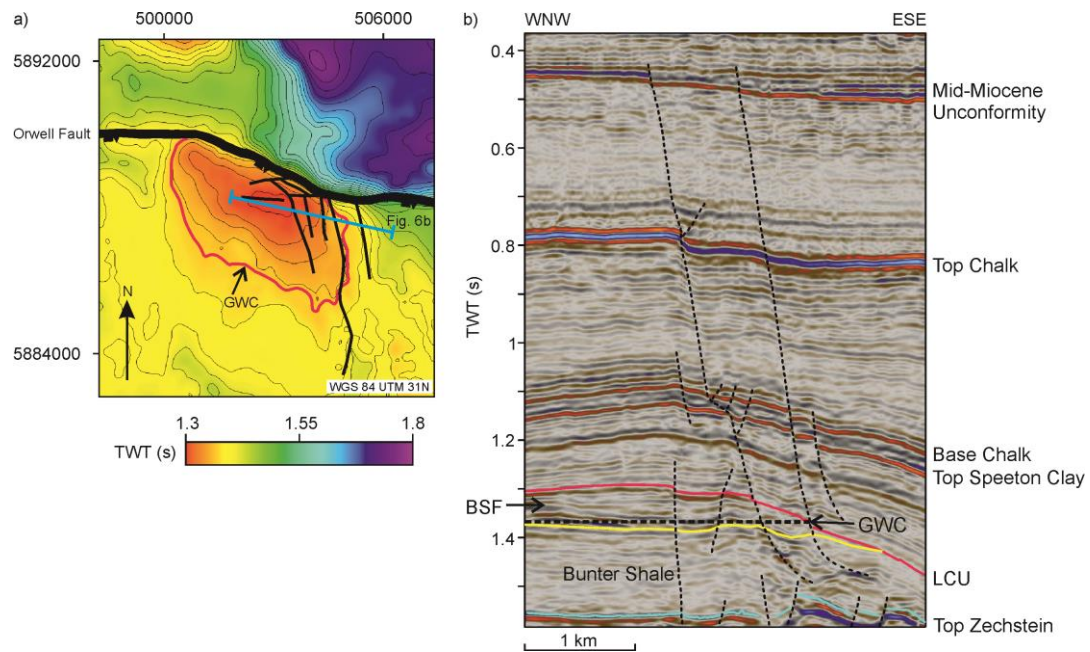 a)
500000
506000
5892000
Orwell Fault
Fig. 6b
GWC
N
5884000
WGS 84 UTM 31N
1.3
1.55
1.8
TWT (s)
b)
WNW
ESE
0.4
0.6
0.8
1
1.2
1.4
TWT (s)
Mid-Miocene
Unconformity
Top Chalk
Base Chalk
Top Speeton Clay
BSF
GWC
LCU
Bunter Shale
Top Zechstein
1 km